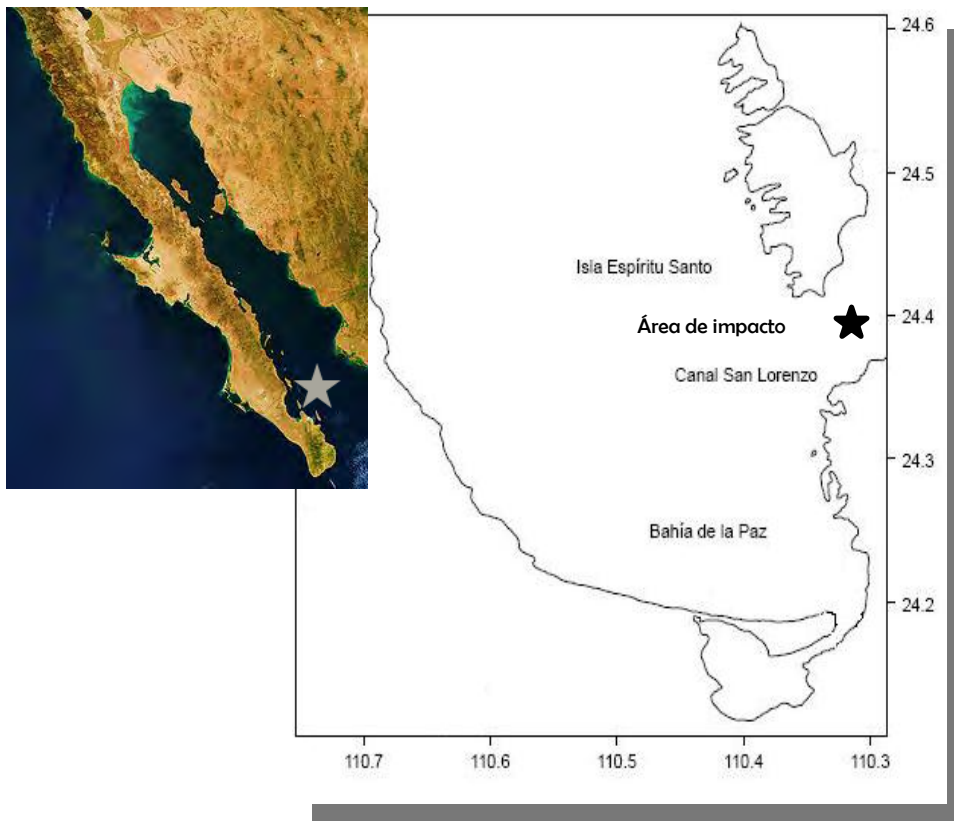 24.6
24.5
Isla Espíritu Santo
24.4
Área de impacto
Canal San Lorenzo
24.3
Bahía de la Paz
24.2
110.7 110.6 110.5 110.4 110.3